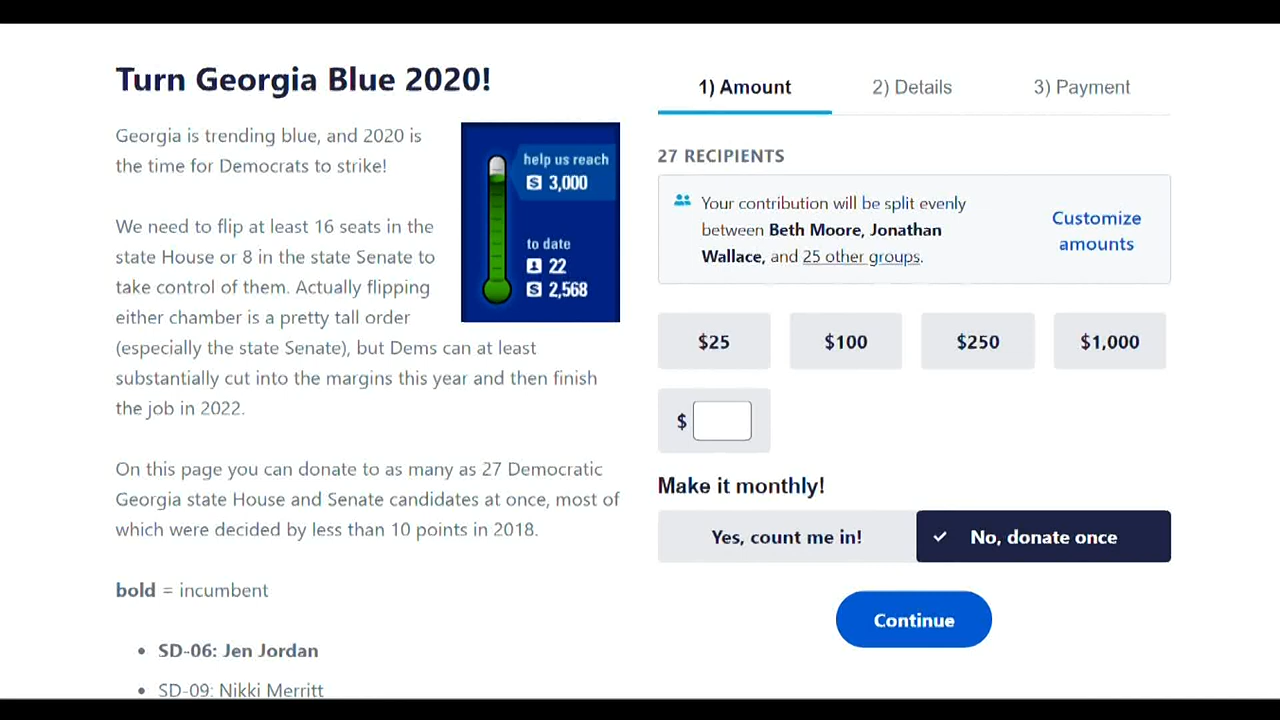 Turn Georgia Blue 2020!
Georgia is trending blue, and 2020 is
the time for Democrats to strike!
We need to flip at least 16 seats in the
state House or 8 in the state Senate to
take control of them. Actually flipping
either chamber is a pretty tall order
(especially the state Senate), but Dems can at least
substantially cut into the margins this year and then finish
the job in 2022.
On this page you can donate to as many as 27 Democratic
Georgia state House and Senate candidates at once, most of
which were decided by less than 10 points in 2018.
bold = incumbent
• SD-06: Jen Jordan
• SD-09: Nikki Merritt
help us reach
$ 3,000
to date
22
$ 2,568
1) Amount
2) Details
3) Payment
27 RECIPIENTS
Your contribution will be split evenly
between Beth Moore, Jonathan
Wallace, and 25 other groups.
Customize
amounts
$25
$100
$250
$1,000
$
Make it monthly!
Yes, count me in!
No, donate once
Continue